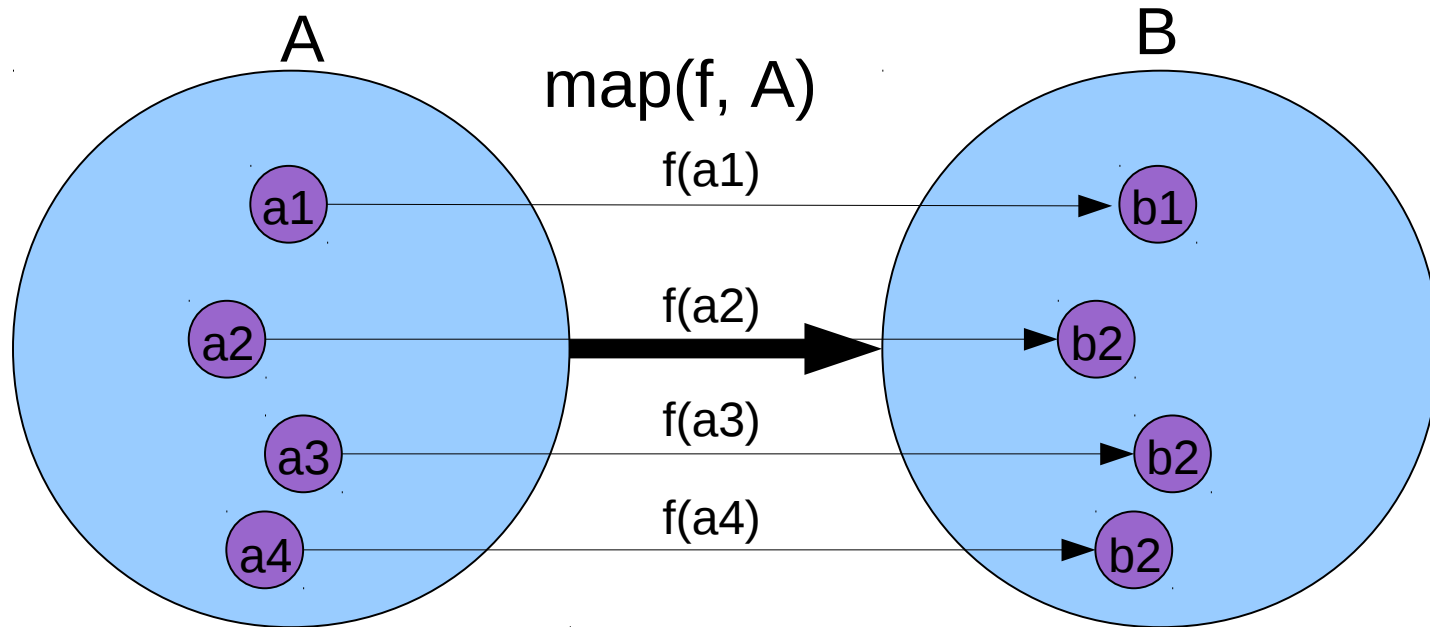 A
B
map(f, A)
f(a1)
a1
b1
f(a2)
a2
b2
f(a3)
a3
b2
f(a4)
a4
b2